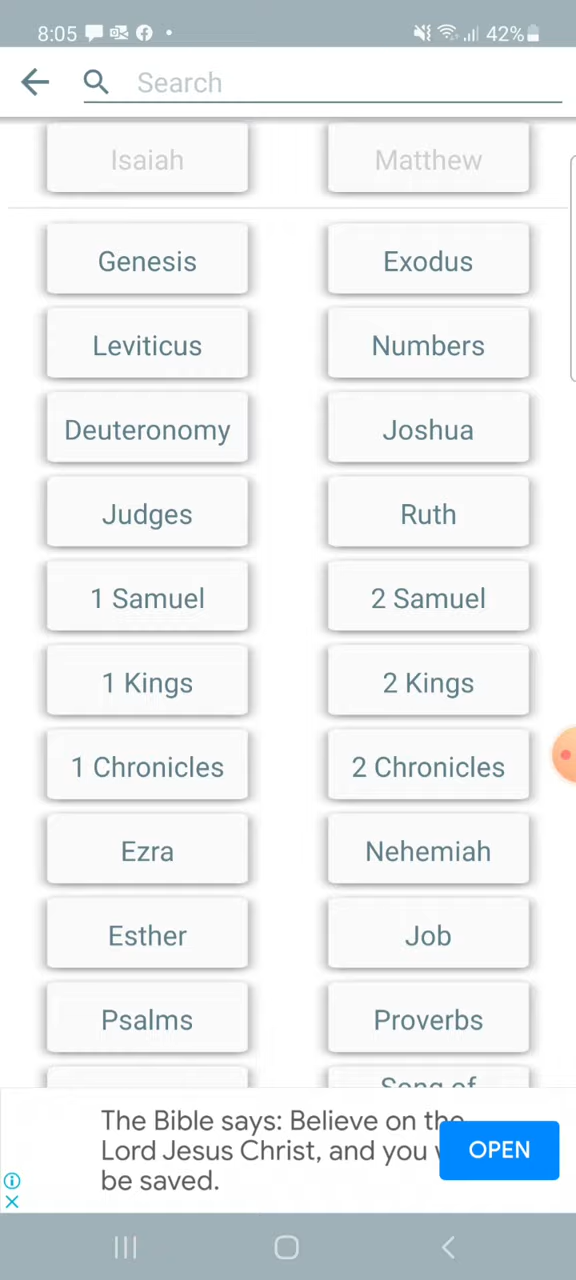 8:05
42%
Search
Isaiah
Matthew
Genesis
Exodus
Leviticus
Numbers
Deuteronomy
Joshua
Judges
Ruth
1 Samuel
2 Samuel
1 Kings
2 Kings
1 Chronicles
2 Chronicles
Ezra
Nehemiah
Esther
Job
Psalms
Proverbs
Song of
The Bible says: Believe on the
Lord Jesus Christ, and you
be saved.
OPEN